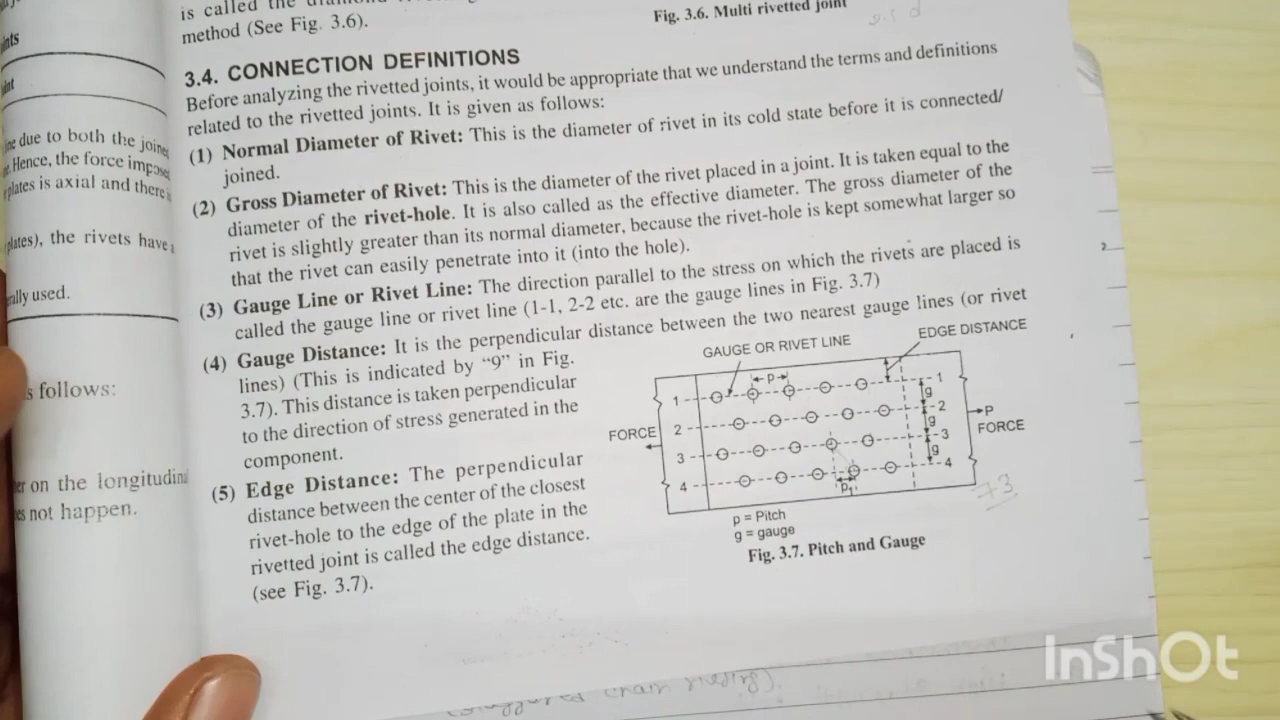 is called the
method (See Fig. 3.6).
Fig. 3.6. Multi rivetted joint
3.4. CONNECTION DEFINITIONS
Before analyzing the rivetted joints, it would be appropriate that we understand the terms and definitions
related to the rivetted joints. It is given as follows:
(1) Normal Diameter of Rivet: This is the diameter of rivet in its cold state before it is connected/
joined.
(2) Gross Diameter of Rivet: This is the diameter of the rivet placed in a joint. It is taken equal to the
diameter of the rivet-hole. It is also called as the effective diameter. The gross diameter of the
rivet is slightly greater than its normal diameter, because the rivet-hole is kept somewhat larger so
that the rivet can easily penetrate into it (into the hole).
(3) Gauge Line or Rivet Line: The direction parallel to the stress on which the rivets are placed is
called the gauge line or rivet line (1-1, 2-2 etc. are the gauge lines in Fig. 3.7)
(4) Gauge Distance: It is the perpendicular distance between the two nearest gauge lines (or rivet
lines) (This is indicated by “9” in Fig.
3.7). This distance is taken perpendicular
to the direction of stress generated in the
component.
(5) Edge Distance: The perpendicular
distance between the center of the closest
rivet-hole to the edge of the plate in the
rivetted joint is called the edge distance.
(see Fig. 3.7).
GAUGE OR RIVET LINE
EDGE DISTANCE
p
1 1
g
2 2
g
3 3
g
4 4
FORCE
P
FORCE
p1
p = Pitch
g = gauge
Fig. 3.7. Pitch and Gauge
73
due to both the
Hence, the force
plates is axial and there
plates), the rivets have
used.
follows:
on the
not happen.
chain
InShOt